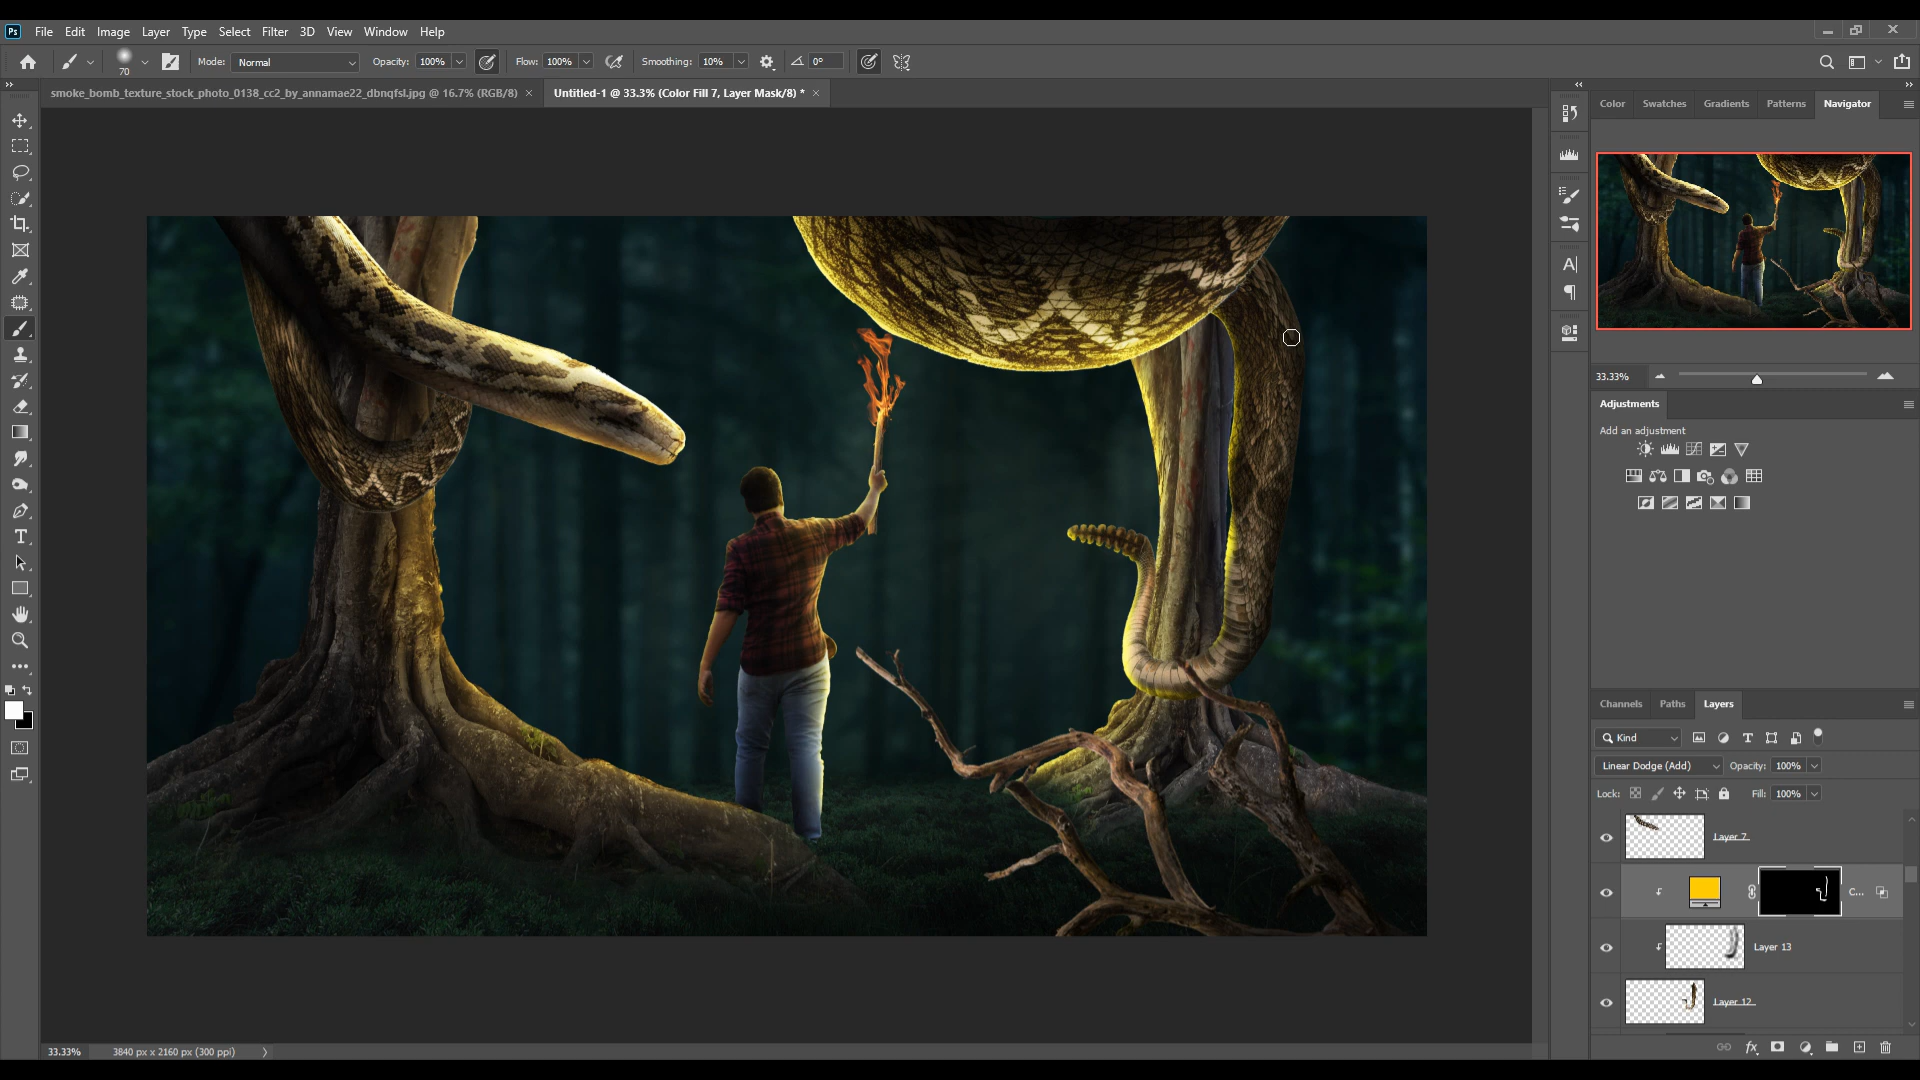 Ps File Edit Image Layer Type Select Filter 3D View Window Help
70 Mode: Normal Opacity: 100% Flow: 100% Smoothing: 10% 0°
smoke_bomb_texture_stock_photo_0138_cc2_by_annamae22_dbnqfsl.jpg @ 16.7% (RGB/8) × Untitled-1 @ 33.3% (Color Fill 7, Layer Mask/8) * ×
Color Swatches Gradients Patterns Navigator
33.33%
Adjustments
Add an adjustment
Channels Paths Layers
Kind
Linear Dodge (Add) Opacity: 100%
Lock: Fill: 100%
Layer 7
C...
Layer 13
Layer 12
33.33% 3840 px x 2160 px (300 ppi)